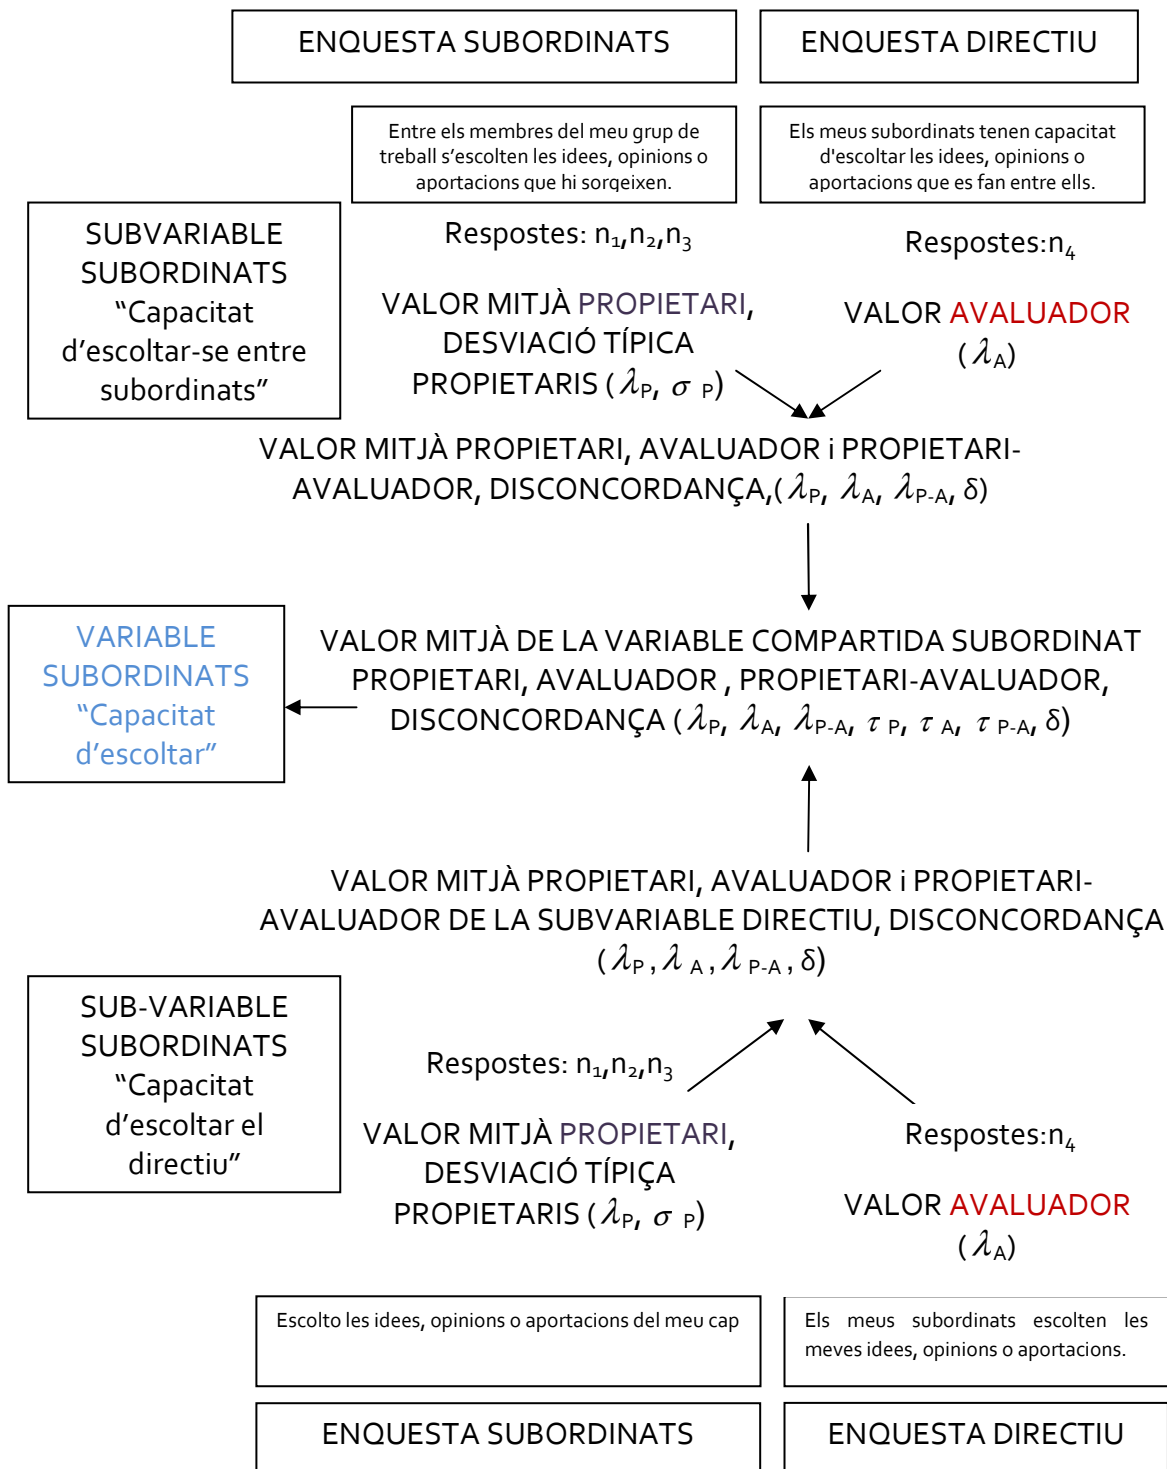 ENQUESTA SUBORDINATS
ENQUESTA DIRECTIU
Entre els membres del meu grup de
treball s’escolten les idees, opinions o
aportacions que hi sorgeixen.
Els meus subordinats tenen capacitat
d'escoltar les idees, opinions o
aportacions que es fan entre ells.
SUBVARIABLE
SUBORDINATS
“Capacitat
d’escoltar-se entre
subordinats”
Respostes: n₁,n₂,n₃
Respostes:n₄
VALOR MITJÀ PROPIETARI,
DESVIACIÓ TÍPICA
PROPIETARIS (λP, σ P)
VALOR AVALUADOR
(λA)
VALOR MITJÀ PROPIETARI, AVALUADOR i PROPIETARI-
AVALUADOR, DISCONCORDANÇA,(λP, λA, λP-A, δ)
VARIABLE
SUBORDINATS
“Capacitat
d’escoltar”
VALOR MITJÀ DE LA VARIABLE COMPARTIDA SUBORDINAT
PROPIETARI, AVALUADOR , PROPIETARI-AVALUADOR,
DISCONCORDANÇA (λP, λA, λP-A, τ P, τ A, τ P-A, δ)
VALOR MITJÀ PROPIETARI, AVALUADOR i PROPIETARI-
AVALUADOR DE LA SUBVARIABLE DIRECTIU, DISCONCORDANÇA
(λP , λ A , λ P-A , δ)
SUB-VARIABLE
SUBORDINATS
“Capacitat
d’escoltar el
directiu”
Respostes: n₁,n₂,n₃
VALOR MITJÀ PROPIETARI,
DESVIACIÓ TÍPIÇA
PROPIETARIS (λP, σ P)
Respostes:n₄
VALOR AVALUADOR
(λA)
Escolto les idees, opinions o aportacions del meu cap
Els meus subordinats escolten les
meves idees, opinions o aportacions.
ENQUESTA SUBORDINATS
ENQUESTA DIRECTIU